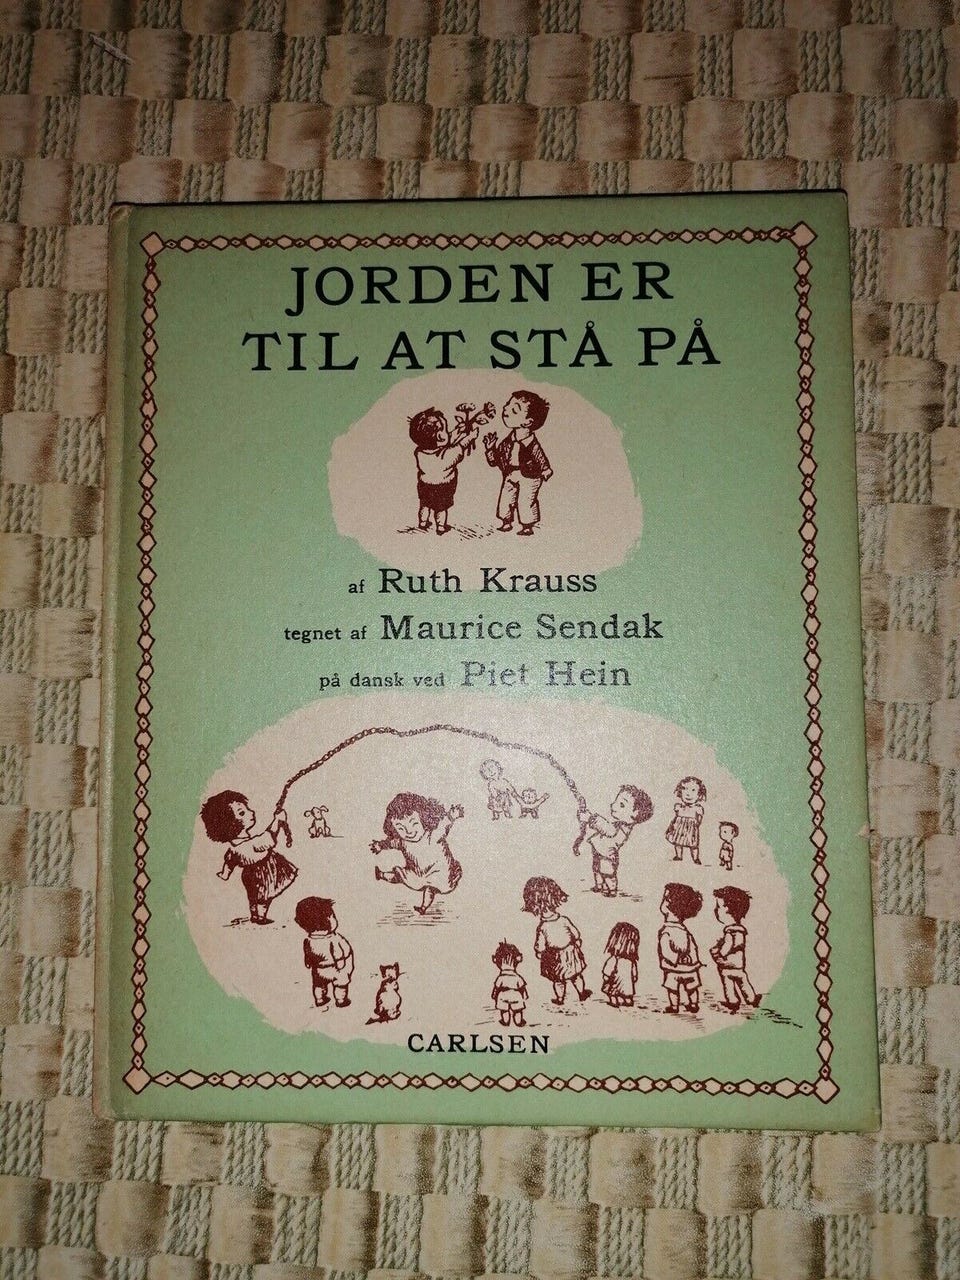 JORDEN ER
TIL AT STÅ PÅ
af Ruth Krauss
tegnet af Maurice Sendak
på dansk ved Piet Hein
CARLSEN